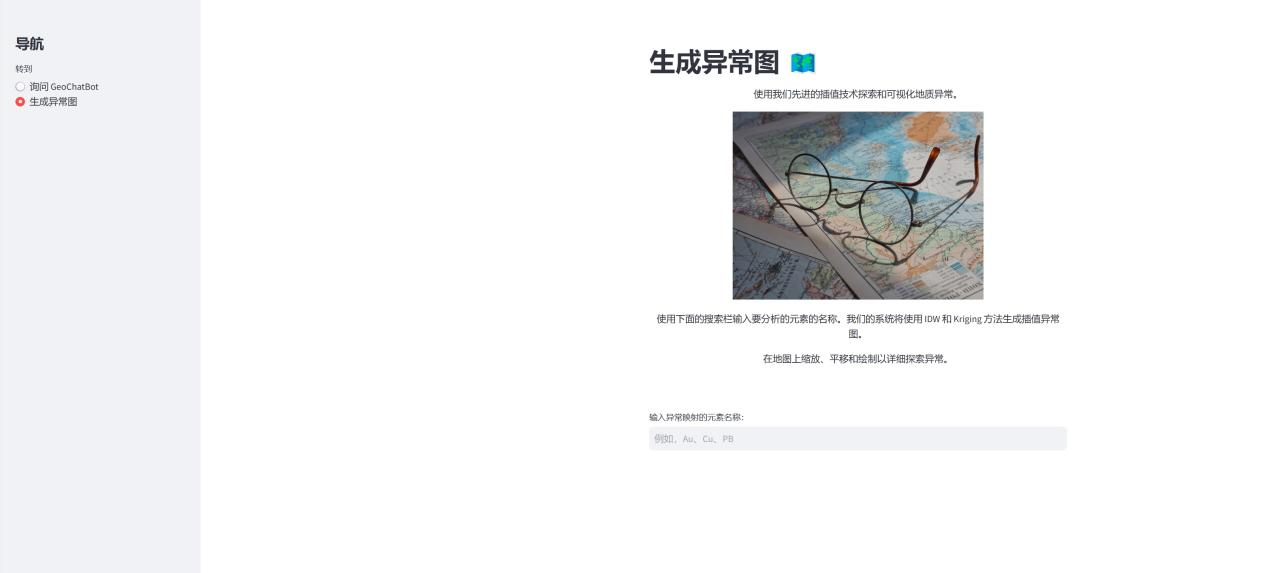 导航
转到
询问 GeoChatBot
生成异常图
生成异常图
使用我们先进的插值技术探索和可视化地质异常。
使用下面的搜索栏输入要分析的元素的名称。我们的系统将使用 IDW 和 Kriging 方法生成插值异常
图。
在地图上缩放、平移和绘制以详细探索异常。
输入异常映射的元素名称：
例如，Au、Cu、PB